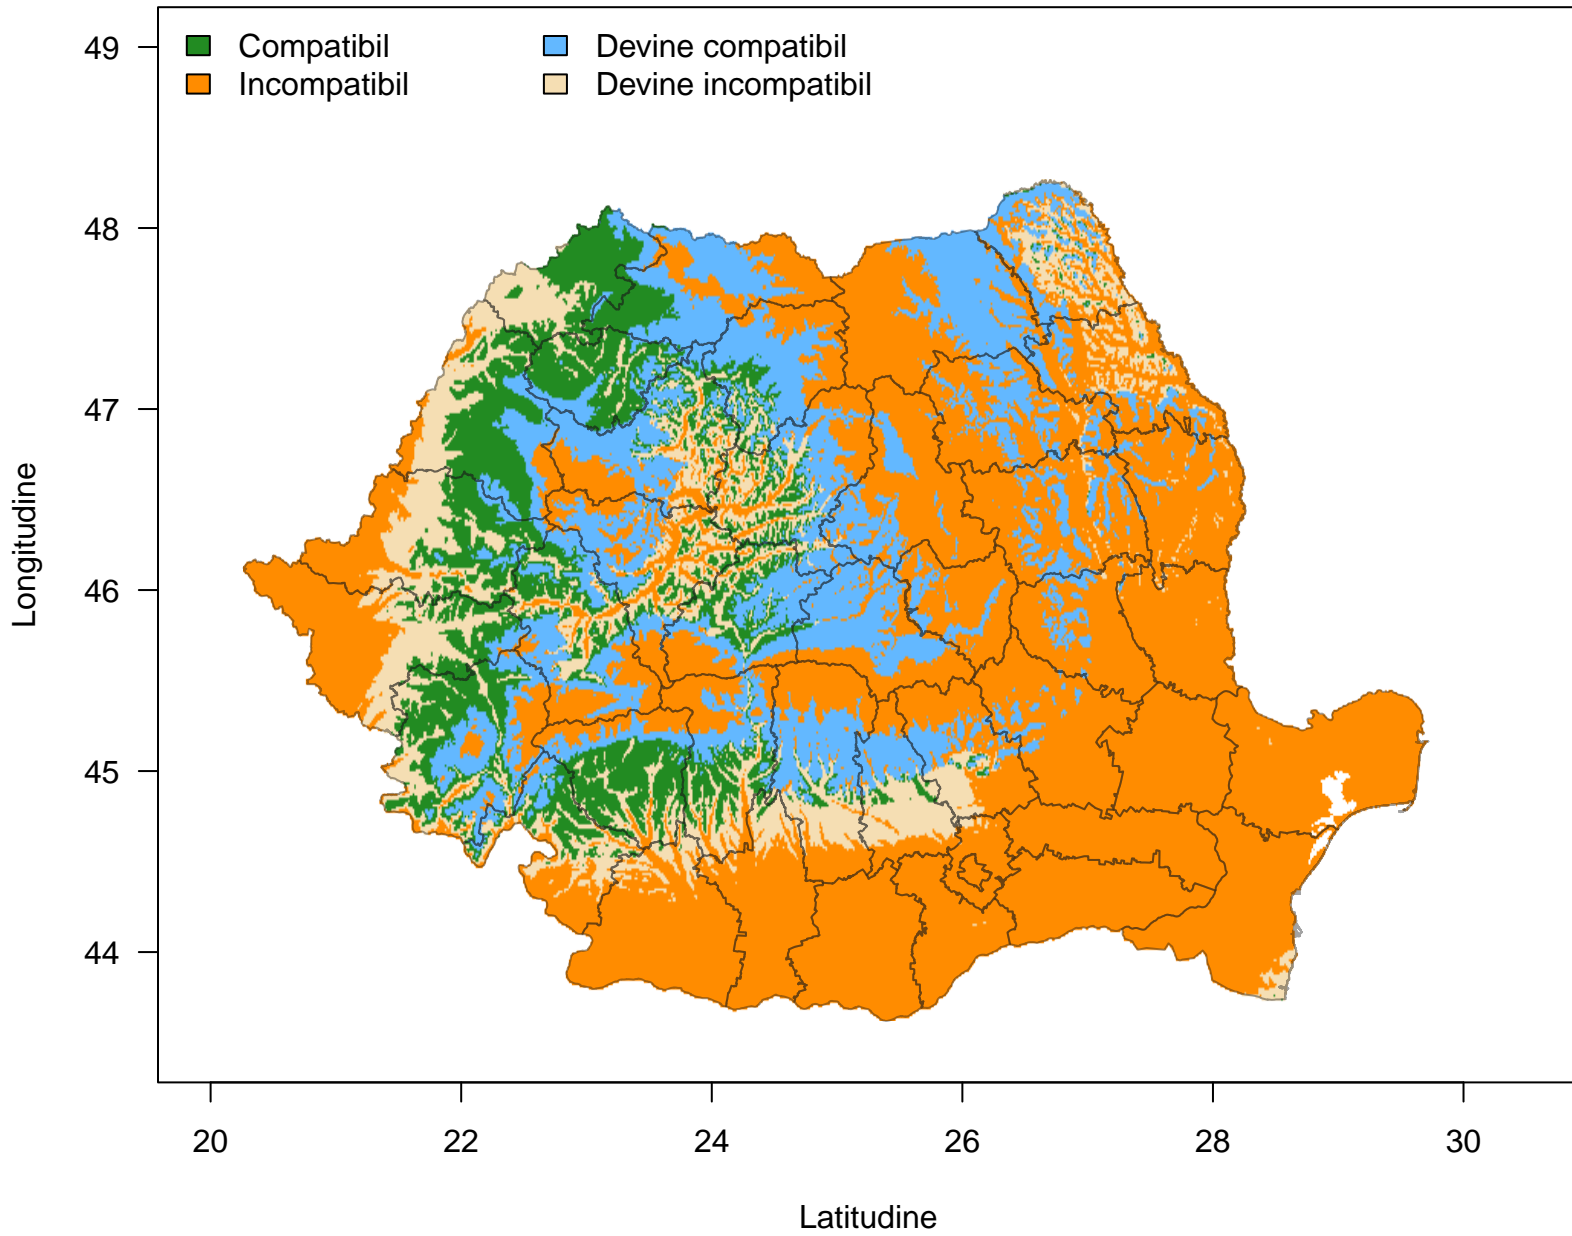 Compatibil
Incompatibil
Devine compatibil
Devine incompatibil
49
48
47
46
45
44
Longitudine
20 22 24 26 28 30
Latitudine